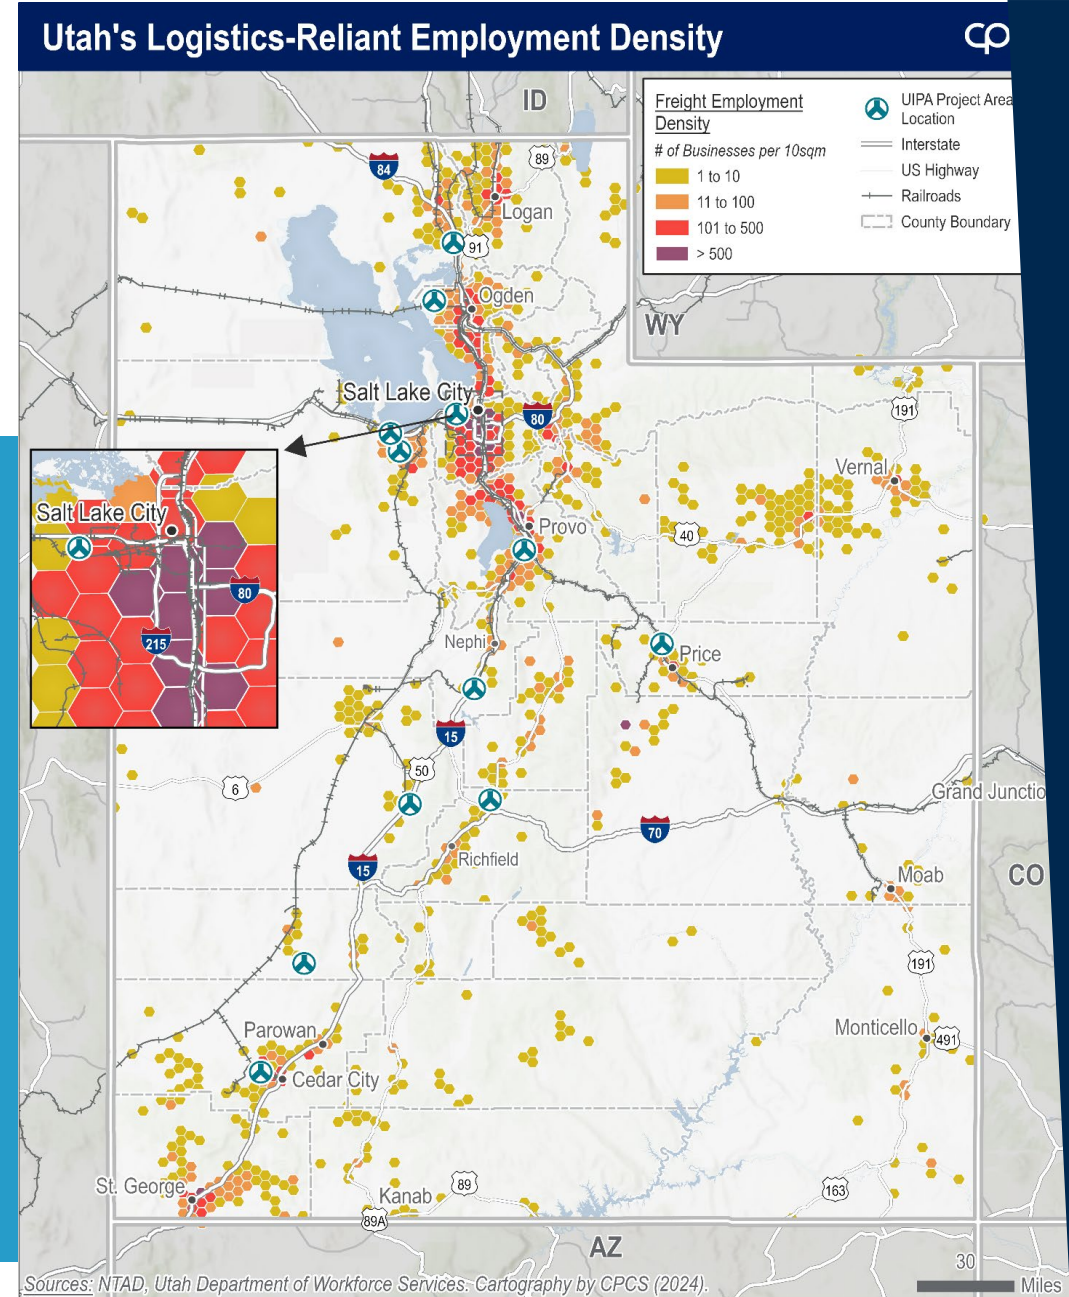 Utah's Logistics-Reliant Employment Density
cp
ID
Freight Employment
Density
# of Businesses per 10sqm
1 to 10
11 to 100
101 to 500
> 500
UIPA Project Area
Location
Interstate
US Highway
Railroads
County Boundary
84
89
Logan
91
Ogden
WY
Salt Lake City
80
191
Vernal
Salt Lake City
80
215
Provo
40
Nephi
Price
15
50
6
Grand Junctio
70
15
Richfield
Moab
CO
191
Parowan
Monticello
491
Cedar City
St. George
Kanab
89
163
89A
AZ
30
Miles
Sources: NTAD, Utah Department of Workforce Services. Cartography by CPCS (2024).